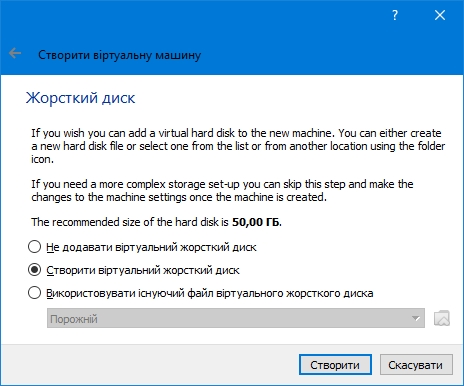 ?
Створити віртуальну машину
Жорсткий диск
If you wish you can add a virtual hard disk to the new machine. You can either create
a new hard disk file or select one from the list or from another location using the folder
icon.
If you need a more complex storage set-up you can skip this step and make the
changes to the machine settings once the machine is created.
The recommended size of the hard disk is 50,00 ГБ.
Не додавати віртуальний жорсткий диск
Створити віртуальний жорсткий диск
Використовувати існуючий файл віртуального жорсткого диска
Порожній
Створити
Скасувати